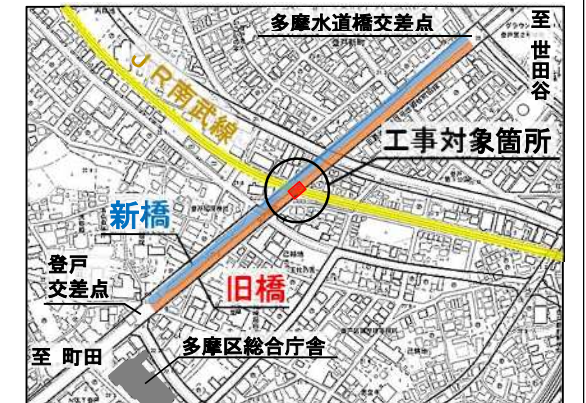 多摩水道橋交差点
至
世田谷
JR南武線
工事対象箇所
新橋
登戸
交差点
旧橋
至 町田
多摩区総合庁舎